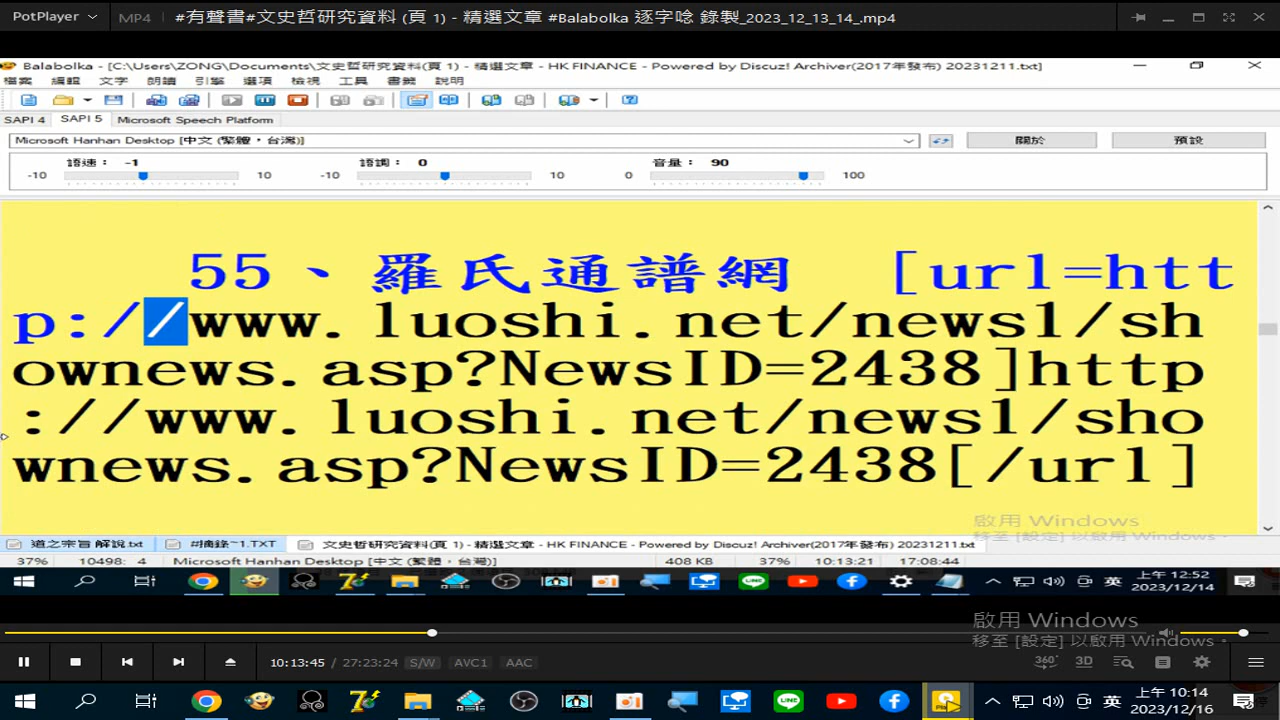 PotPlayer MP4 #有聲書#文史哲研究資料 (頁 1) - 精選文章 #Balabolka 逐字唸 錄製_2023_12_13_14_.mp4
Balabolka - [C:\Users\ZONG\Documents\文史哲研究資料(頁 1) - 精選文章 - HK FINANCE - Powered by Discuz! Archiver(2017年發布) 20231211.txt]
檔案 編輯 文字 朗讀 引擎 選項 檢視 工具 書籤 說明
SAPI 4 SAPI 5 Microsoft Speech Platform
Microsoft Hanhan Desktop [中文 (繁體，台灣)] 關於 預設
語速： -1 語調： 0 音量： 90
-10 10 -10 10 0 100
55、羅氏通譜網 [url=htt
p://www.luoshi.net/news1/sh
ownews.asp?NewsID=2438]http
://www.luoshi.net/news1/sho
wnews.asp?NewsID=2438[/url]
啟用 Windows
移至 [設定] 以啟用 Windows。
道之宗旨 解說.txt #摘錄~1.TXT 文史哲研究資料(頁 1) - 精選文章 - HK FINANCE - Powered by Discuz! Archiver(2017年發布) 20231211.txt
37% 10498: 4 Microsoft Hanhan Desktop [中文 (繁體，台灣)] 408 KB 37% 10:13:21 17:08:44
英 上午 12:52
2023/12/14
啟用 Windows
移至 [設定] 以啟用 Windows。
10:13:45 / 27:23:24 S/W AVC1 AAC 360° 3D
英 上午 10:14
2023/12/16